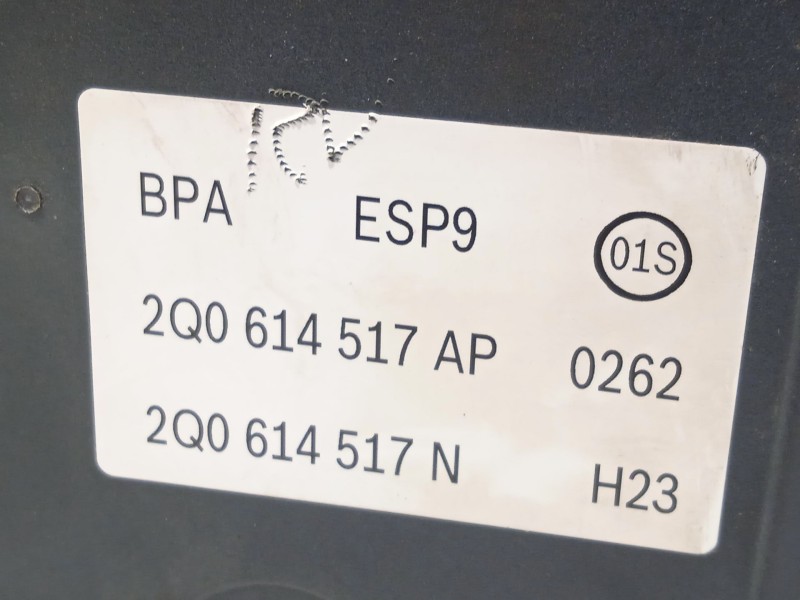 BPA ESP9 01S
2Q0 614 517 AP 0262
2Q0 614 517 N H23